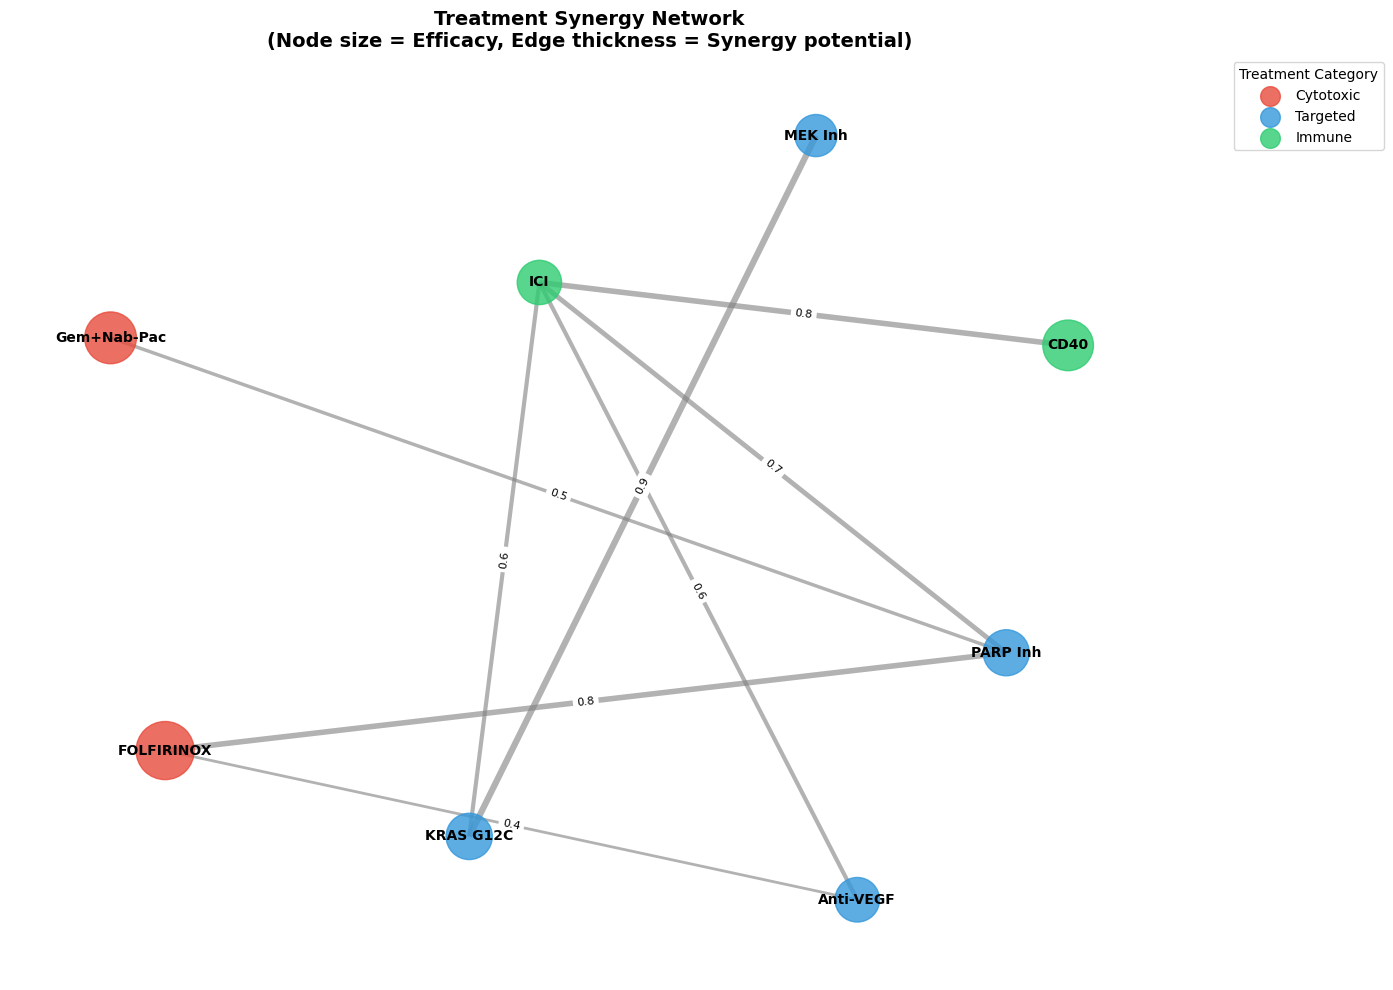 Treatment Synergy Network
(Node size = Efficacy, Edge thickness = Synergy potential)
Treatment Category
Cytotoxic
Targeted
Immune
MEK Inh
ICI
0.8
Gem+Nab-Pac
CD40
0.7
0.9
0.5
0.6
0.6
PARP Inh
0.8
FOLFIRINOX
0.4
KRAS G12C
Anti-VEGF